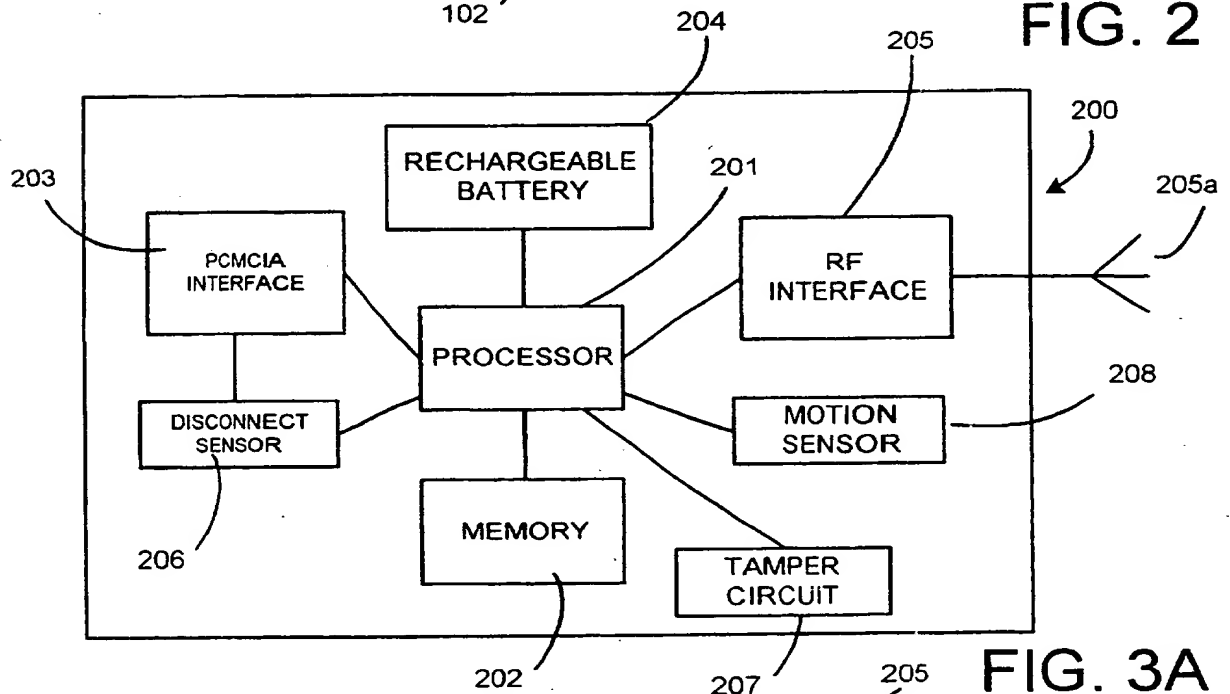 102
204
FIG. 2
205
200
RECHARGEABLE
BATTERY
201
203
205a
PCMCIA
INTERFACE
RF
INTERFACE
PROCESSOR
208
DISCONNECT
SENSOR
MOTION
SENSOR
MEMORY
206
TAMPER
CIRCUIT
202
207
205
FIG. 3A